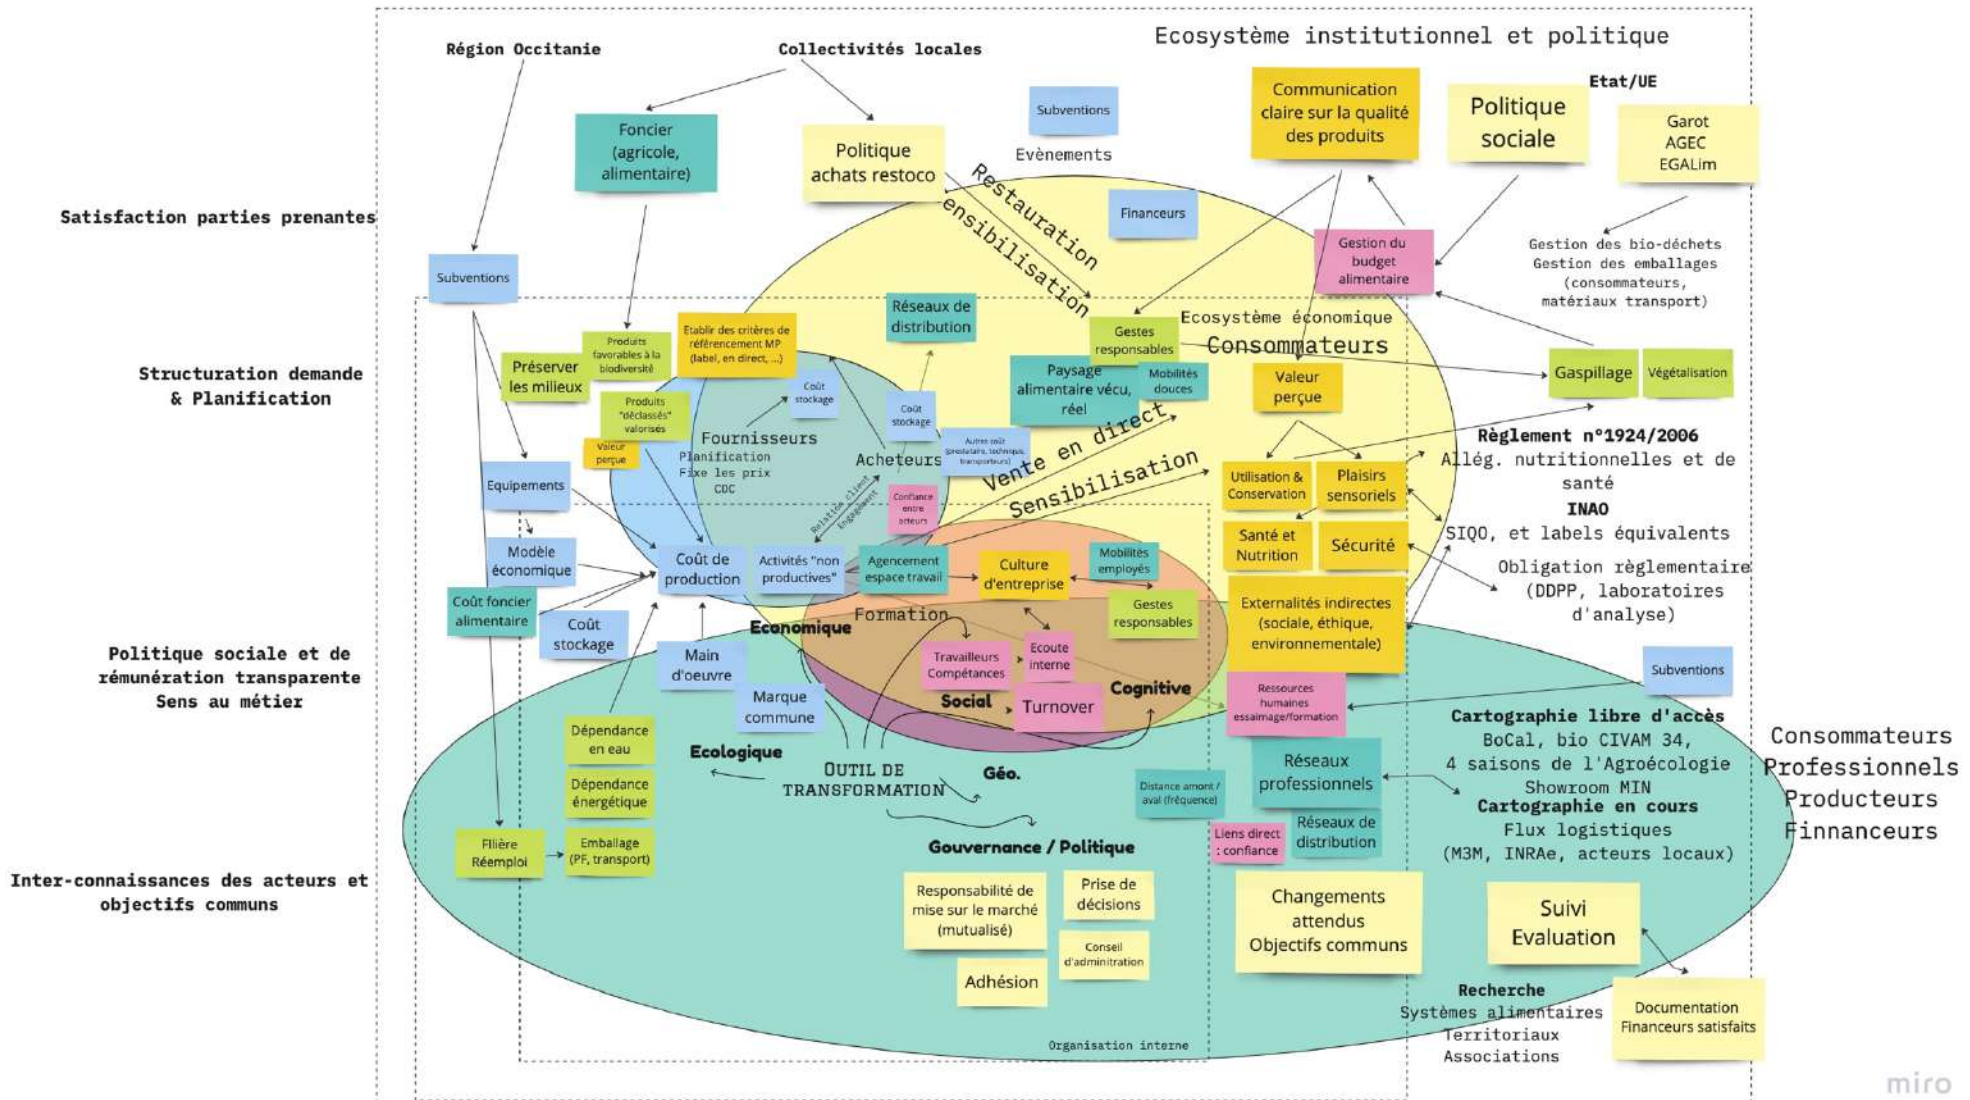 Région Occitanie
Collectivités locales
Ecosystème institutionnel et politique
Etat/UE
Subventions
Evènements
Communication
claire sur la qualité
des produits
Politique
sociale
Garot
AGEC
EGALim
Foncier
(agricole,
alimentaire)
Politique
achats restoco
Restauration
ensibilisation
Financeurs
Satisfaction parties prenantes
Subventions
Gestion du
budget
alimentaire
Gestion des bio-déchets
Gestion des emballages
(consommateurs,
matériaux transport)
Réseaux de
distribution
Ecosystème économique
Consommateurs
Gestes
responsables
Etablir des critères de
référencement MP
(label, en direct, ...)
Produits
favorables à la
biodiversité
Préserver
les milieux
Structuration demande
& Planification
Coût
stockage
Coût
stockage
Paysage
alimentaire vécu,
réel
Mobilités
douces
Valeur
perçue
Gaspillage
Végétalisation
Produits
"déclassés"
valorisés
Valeur
perçue
Fournisseurs
Planification
Fixe les prix
CDC
Acheteurs
Autres coût
(prestataire, technique,
transporteurs)
Vente en direct
Sensibilisation
Règlement n°1924/2006
Allég. nutritionnelles et de
santé
INAO
SIQO, et labels équivalents
Obligation règlementaire
(DDPP, laboratoires
d'analyse)
Equipements
Relation client
Engagement
Confiance
entre
acteurs
Utilisation &
Conservation
Plaisirs
sensoriels
Santé et
Nutrition
Sécurité
Modèle
économique
Coût de
production
Activités "non
productives"
Agencement
espace travail
Culture
d'entreprise
Mobilités
employés
Gestes
responsables
Externalités indirectes
(sociale, éthique,
environnementale)
Coût foncier
alimentaire
Coût
stockage
Economique
Formation
Politique sociale et de
rémunération transparente
Sens au métier
Main
d'oeuvre
Marque
commune
Travailleurs
Compétances
Ecoute
interne
Social
Turnover
Cognitive
Ressources
humaines
essaimage/formation
Subventions
Dépendance
en eau
Dépendance
énergétique
Ecologique
OUTIL DE
TRANSFORMATION
Géo.
Distance amont /
aval (fréquence)
Réseaux
professionnels
Liens direct
: confiance
Réseaux de
distribution
Cartographie libre d'accès
BoCal, bio CIVAM 34,
4 saisons de l'Agroécologie
Showroom MIN
Cartographie en cours
Flux logistiques
(M3M, INRAe, acteurs locaux)
Consommateurs
Professionnels
Producteurs
Finnanceurs
FIlière
Réemploi
Emballage
(PF, transport)
Inter-connaissances des acteurs et
objectifs communs
Gouvernance / Politique
Responsabilité de
mise sur le marché
(mutualisé)
Prise de
décisions
Conseil
d'adminitration
Adhésion
Changements
attendus
Objectifs communs
Suivi
Evaluation
Recherche
Systèmes alimentaires
Territoriaux
Associations
Documentation
Financeurs satisfaits
Organisation interne
miro